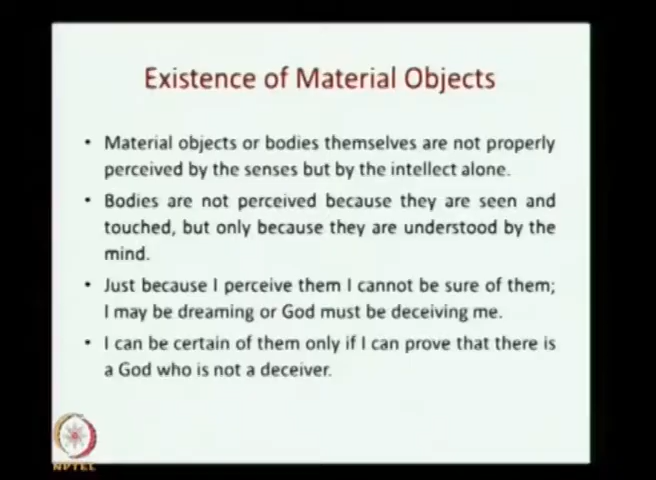 Existence of Material Objects
• Material objects or bodies themselves are not properly
perceived by the senses but by the intellect alone.
• Bodies are not perceived because they are seen and
touched, but only because they are understood by the
mind.
• Just because I perceive them I cannot be sure of them;
I may be dreaming or God must be deceiving me.
• I can be certain of them only if I can prove that there is
a God who is not a deceiver.
NPTEL